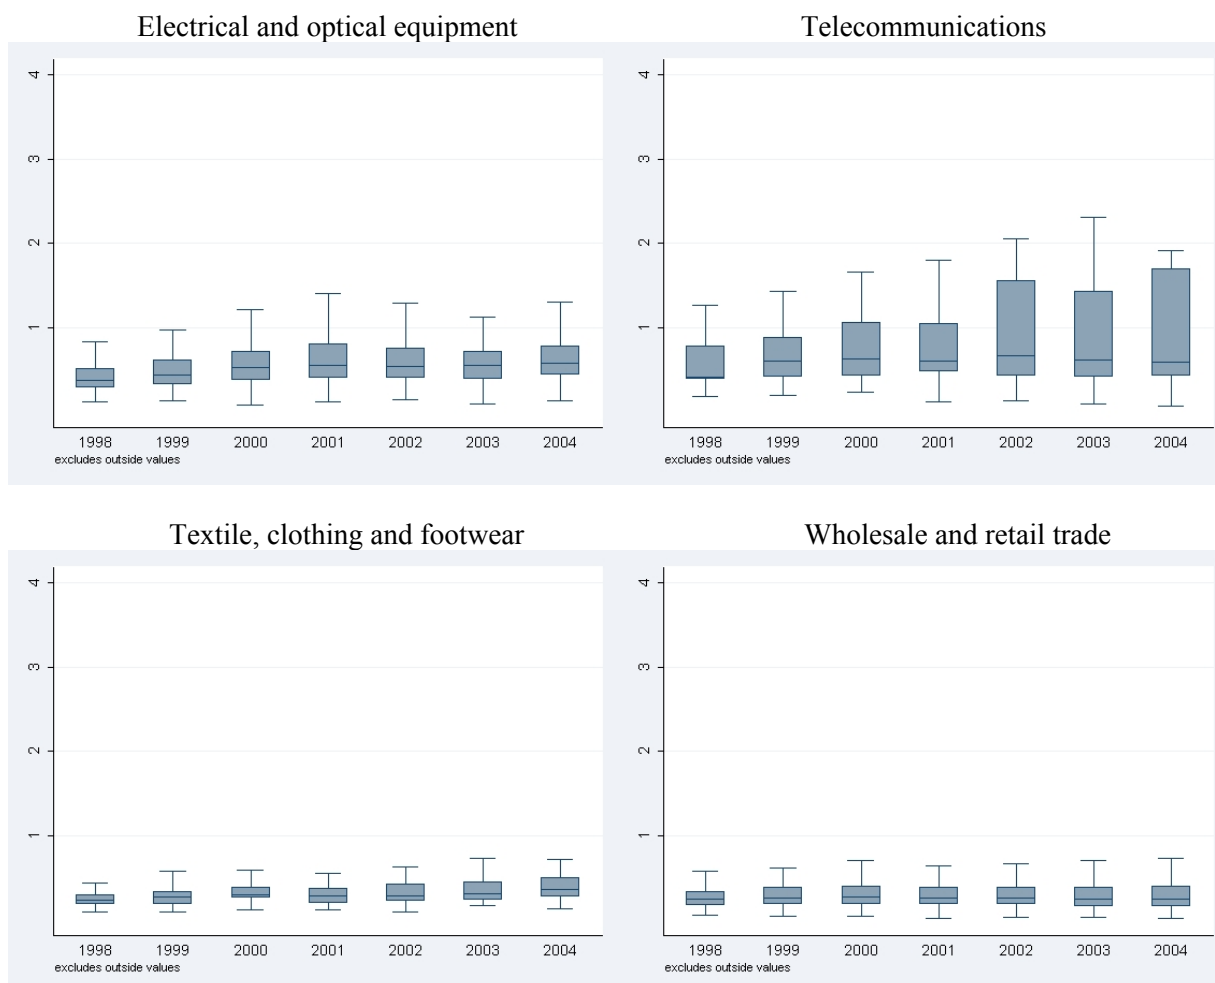 Electrical and optical equipment
Telecommunications
4
3
2
1
1998 1999 2000 2001 2002 2003 2004
excludes outside values
4
3
2
1
1998 1999 2000 2001 2002 2003 2004
excludes outside values
Textile, clothing and footwear
Wholesale and retail trade
4
3
2
1
1998 1999 2000 2001 2002 2003 2004
excludes outside values
4
3
2
1
1998 1999 2000 2001 2002 2003 2004
excludes outside values